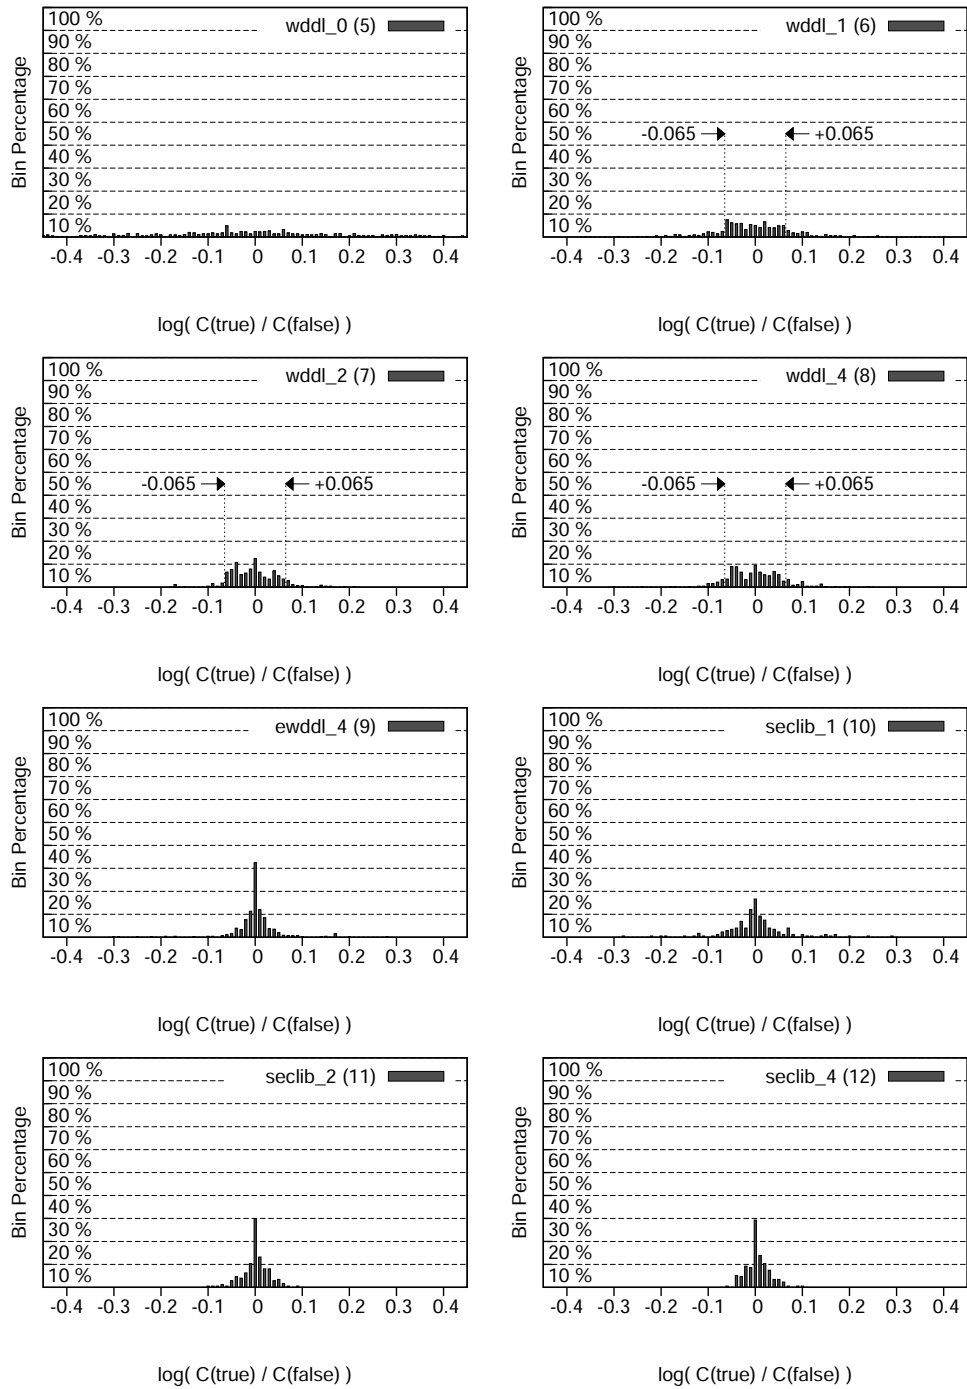 100 %
wddl_0 (5)
90 %
80 %
70 %
60 %
50 %
40 %
30 %
20 %
10 %
Bin Percentage
-0.4 -0.3 -0.2 -0.1 0 0.1 0.2 0.3 0.4
log( C(true) / C(false) )
100 %
wddl_1 (6)
90 %
80 %
70 %
60 %
50 %
-0.065 +0.065
40 %
30 %
20 %
10 %
Bin Percentage
-0.4 -0.3 -0.2 -0.1 0 0.1 0.2 0.3 0.4
log( C(true) / C(false) )
100 %
wddl_2 (7)
90 %
80 %
70 %
60 %
50 %
-0.065 +0.065
40 %
30 %
20 %
10 %
Bin Percentage
-0.4 -0.3 -0.2 -0.1 0 0.1 0.2 0.3 0.4
log( C(true) / C(false) )
100 %
wddl_4 (8)
90 %
80 %
70 %
60 %
50 %
-0.065 +0.065
40 %
30 %
20 %
10 %
Bin Percentage
-0.4 -0.3 -0.2 -0.1 0 0.1 0.2 0.3 0.4
log( C(true) / C(false) )
100 %
ewddl_4 (9)
90 %
80 %
70 %
60 %
50 %
40 %
30 %
20 %
10 %
Bin Percentage
-0.4 -0.3 -0.2 -0.1 0 0.1 0.2 0.3 0.4
log( C(true) / C(false) )
100 %
seclib_1 (10)
90 %
80 %
70 %
60 %
50 %
40 %
30 %
20 %
10 %
Bin Percentage
-0.4 -0.3 -0.2 -0.1 0 0.1 0.2 0.3 0.4
log( C(true) / C(false) )
100 %
seclib_2 (11)
90 %
80 %
70 %
60 %
50 %
40 %
30 %
20 %
10 %
Bin Percentage
-0.4 -0.3 -0.2 -0.1 0 0.1 0.2 0.3 0.4
log( C(true) / C(false) )
100 %
seclib_4 (12)
90 %
80 %
70 %
60 %
50 %
40 %
30 %
20 %
10 %
Bin Percentage
-0.4 -0.3 -0.2 -0.1 0 0.1 0.2 0.3 0.4
log( C(true) / C(false) )